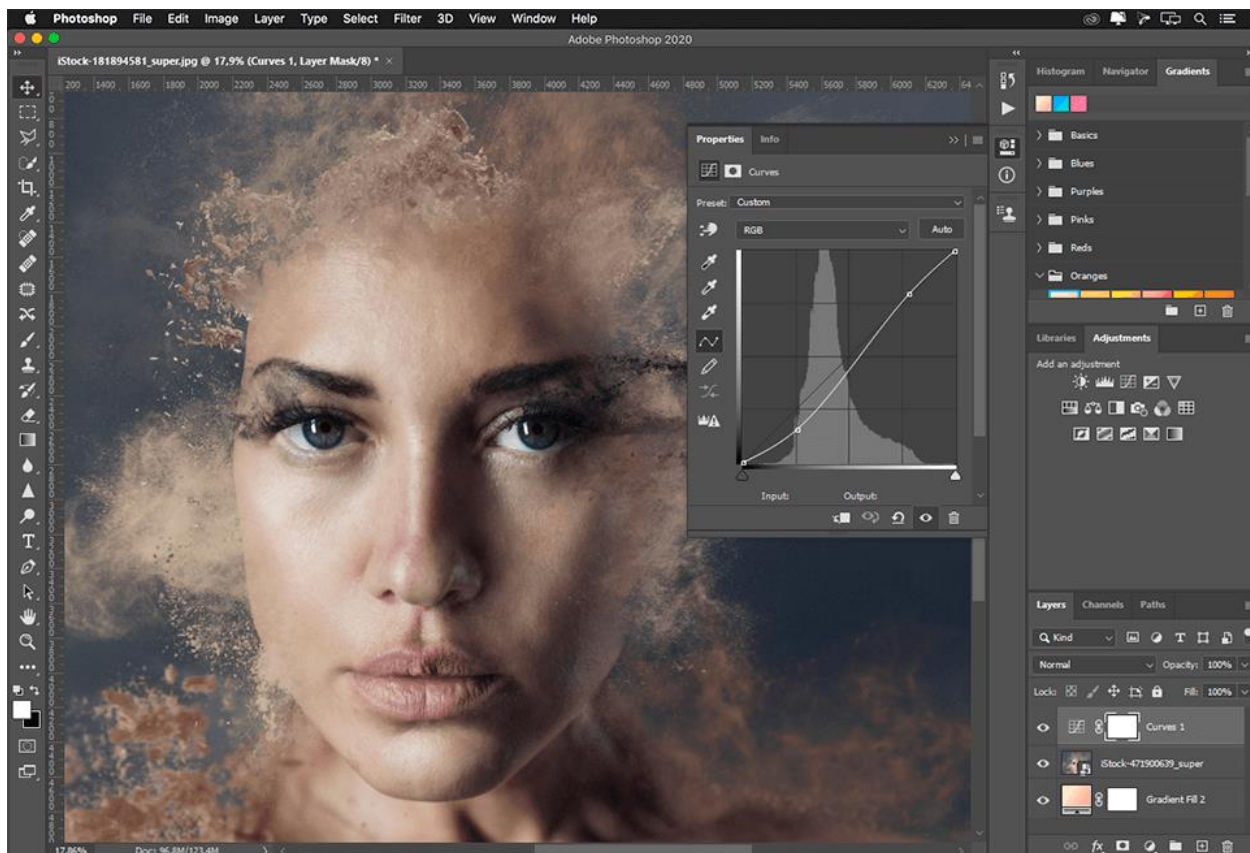 Photoshop File Edit Image Layer Type Select Filter 3D View Window Help
Adobe Photoshop 2020
iStock-181894581_super.jpg @ 17,9% (Curves 1, Layer Mask/8) *
200 1400 1600 1800 2000 2200 2400 2600 2800 3000 3200 3400 3600 3800 4000 4200 4400 4600 4800 5000 5200 5400 5600 5800 6000 6200 64
Histogram Navigator Gradients
Basics
Blues
Purples
Pinks
Reds
Oranges
Properties Info
Curves
Preset: Custom
RGB Auto
Input: Output:
Libraries Adjustments
Add an adjustment
Layers Channels Paths
Kind
Normal Opacity: 100%
Lock: Fill: 100%
Curves 1
iStock-471900639_super
Gradient Fill 2
17,86% Doc: 96,8M/123,4M